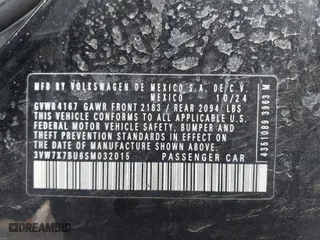 MFD BY VOLKSWAGEN DE MEXICO S.A. DE C.V.
MEXICO 10/24
GVWR4167 GAWR FRONT 2183 / REAR 2094 LBS
THIS VEHICLE CONFORMS TO ALL APPLICABLE
FEDERAL MOTOR VEHICLE SAFETY, BUMPER, AND
THEFT PREVENTION STANDARDS IN EFFECT ON THE
DATE OF MANUFACTURE SHOWN ABOVE.
3VW7X7BU6SM032015 PASSENGER CAR
DREAMBID